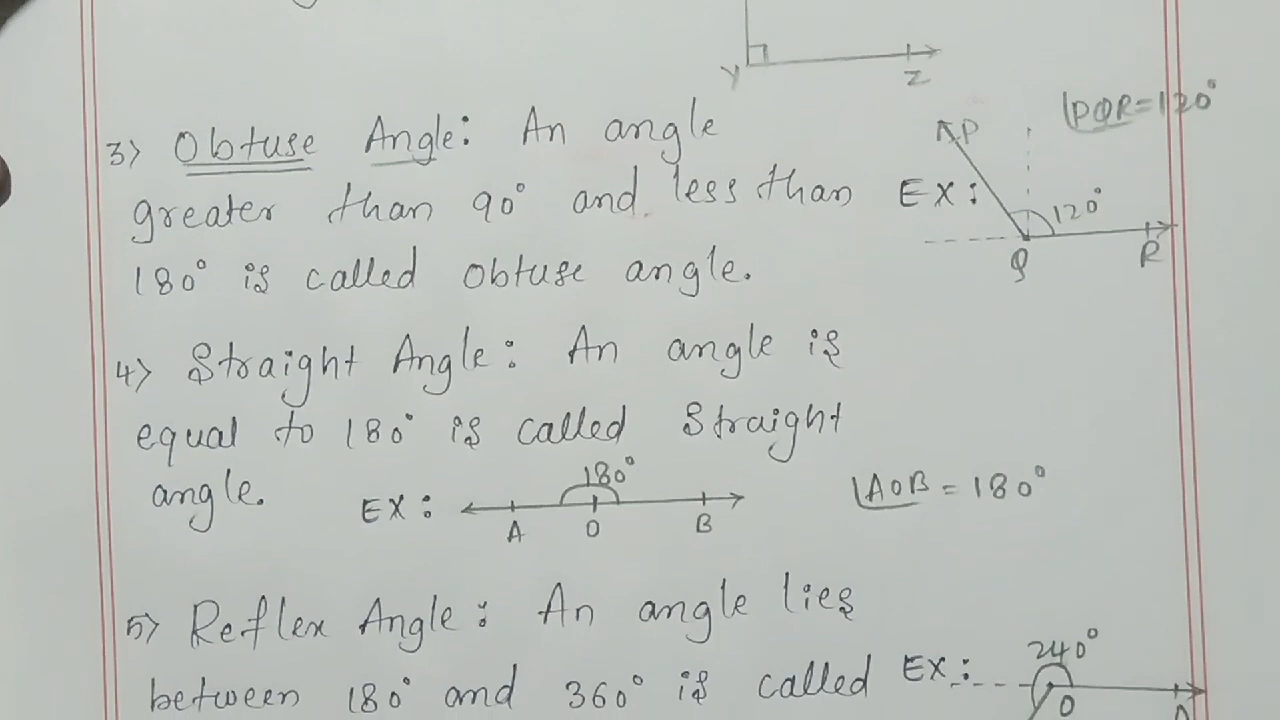 Y Z
3) Obtuse Angle: An angle
greater than 90° and less than
180° is called obtuse angle.
∠PQR = 120°
P
EX:
120°
Q R
4) Straight Angle: An angle is
equal to 180° is called straight
angle.
EX:
180°
A O B
∠AOB = 180°
5) Reflex Angle: An angle lies
between 180° and 360° is called
EX:
240°
O